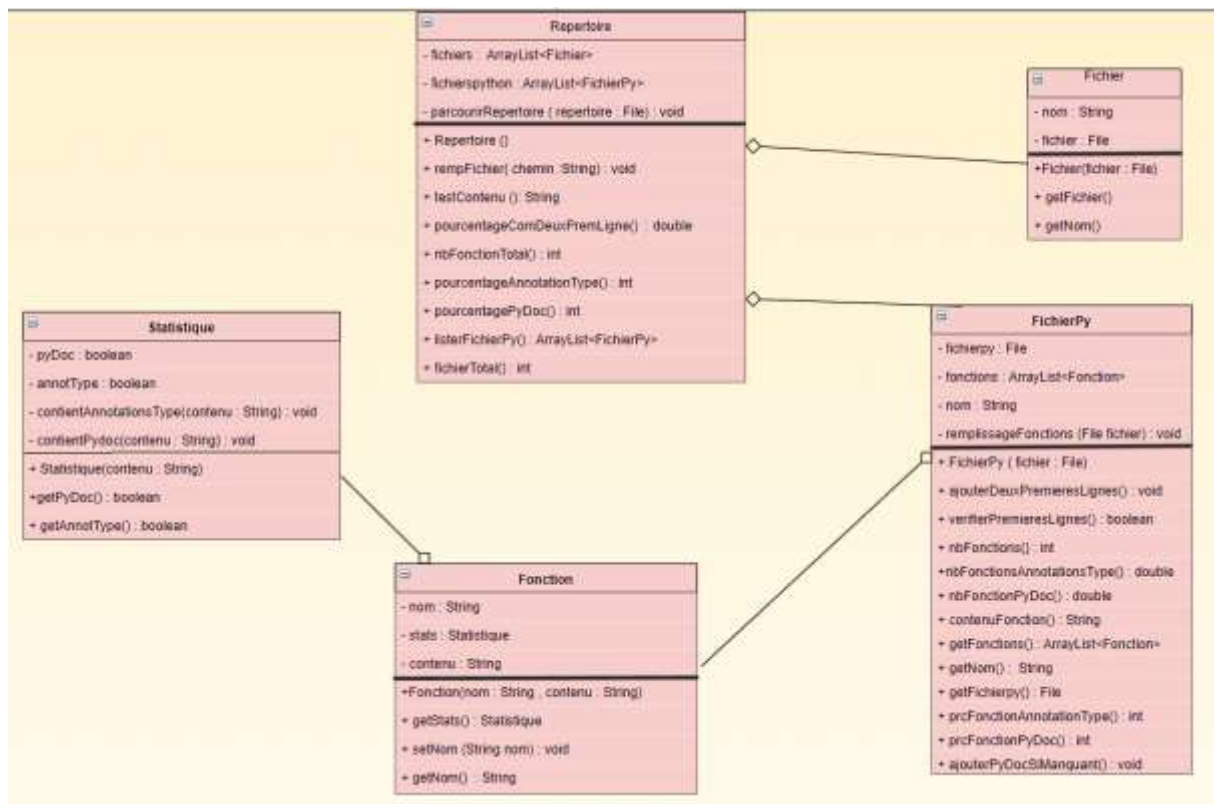 Repertoire
- fichiers : ArrayList<Fichier>
- fichierspython : ArrayList<FichierPy>
- parcourirRepertoire ( repertoire : File) : void
+ Repertoire ()
+ rempFichier( chemin :String) : void
+ testContenu (): String
+ pourcentageComDeuxPremLigne() : double
+ nbFonctionTotal() : int
+ pourcentageAnnotationType() : int
+ pourcentagePyDoc() : int
+ listerFichierPy() : ArrayList<FichierPy>
+ fichierTotal() : int
Fichier
- nom : String
- fichier : File
+Fichier(fichier : File)
+ getFichier()
+ getNom()
Statistique
- pyDoc : boolean
- annotType : boolean
- contientAnnotationsType(contenu : String) : void
- contientPydoc(contenu : String) : void
+ Statistique(contenu : String)
+getPyDoc() : boolean
+ getAnnotType() : boolean
FichierPy
- fichierpy : File
- fonctions : ArrayList<Fonction>
- nom : String
- remplissageFonctions (File fichier) : void
+ FichierPy ( fichier : File)
+ ajouterDeuxPremieresLignes() : void
+ verifierPremieresLignes() : boolean
+ nbFonctions() : int
+nbFonctionsAnnotationsType() : double
+ nbFonctionPyDoc() : double
+ contenuFonction() : String
+ getFonctions() : ArrayList<Fonction>
+ getNom() : String
+ getFichierpy() : File
+ prcFonctionAnnotationType() : int
+ prcFonctionPyDoc() : int
+ ajouterPyDocSiManquant() : void
Fonction
- nom : String
- stats : Statistique
- contenu : String
+Fonction(nom : String , contenu : String)
+ getStats() : Statistique
+ setNom (String nom) : void
+ getNom() : String